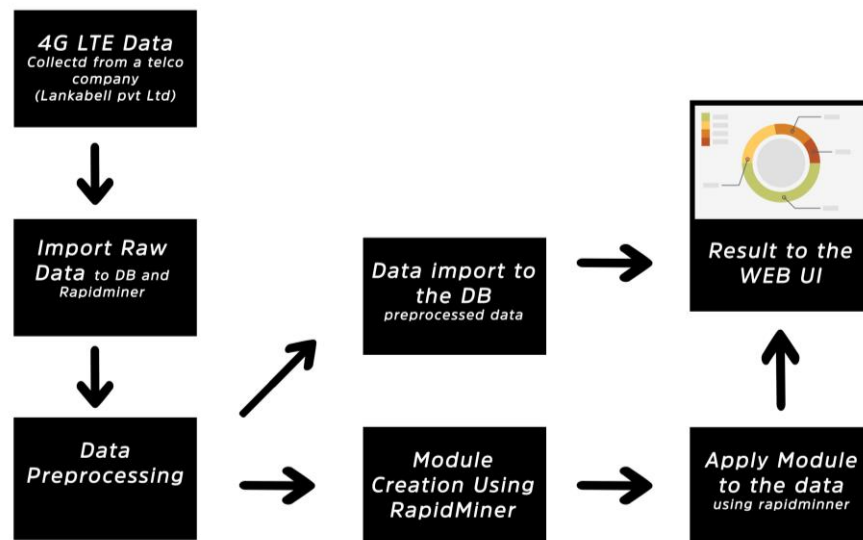 4G LTE Data
Collectd from a telco
company
(Lankabell pvt Ltd)
Import Raw
Data to DB and
Rapidminer
Data
Preprocessing
Data import to
the DB
preprocessed data
Module
Creation Using
RapidMiner
Apply Module
to the data
using rapidminner
Result to the
WEB UI